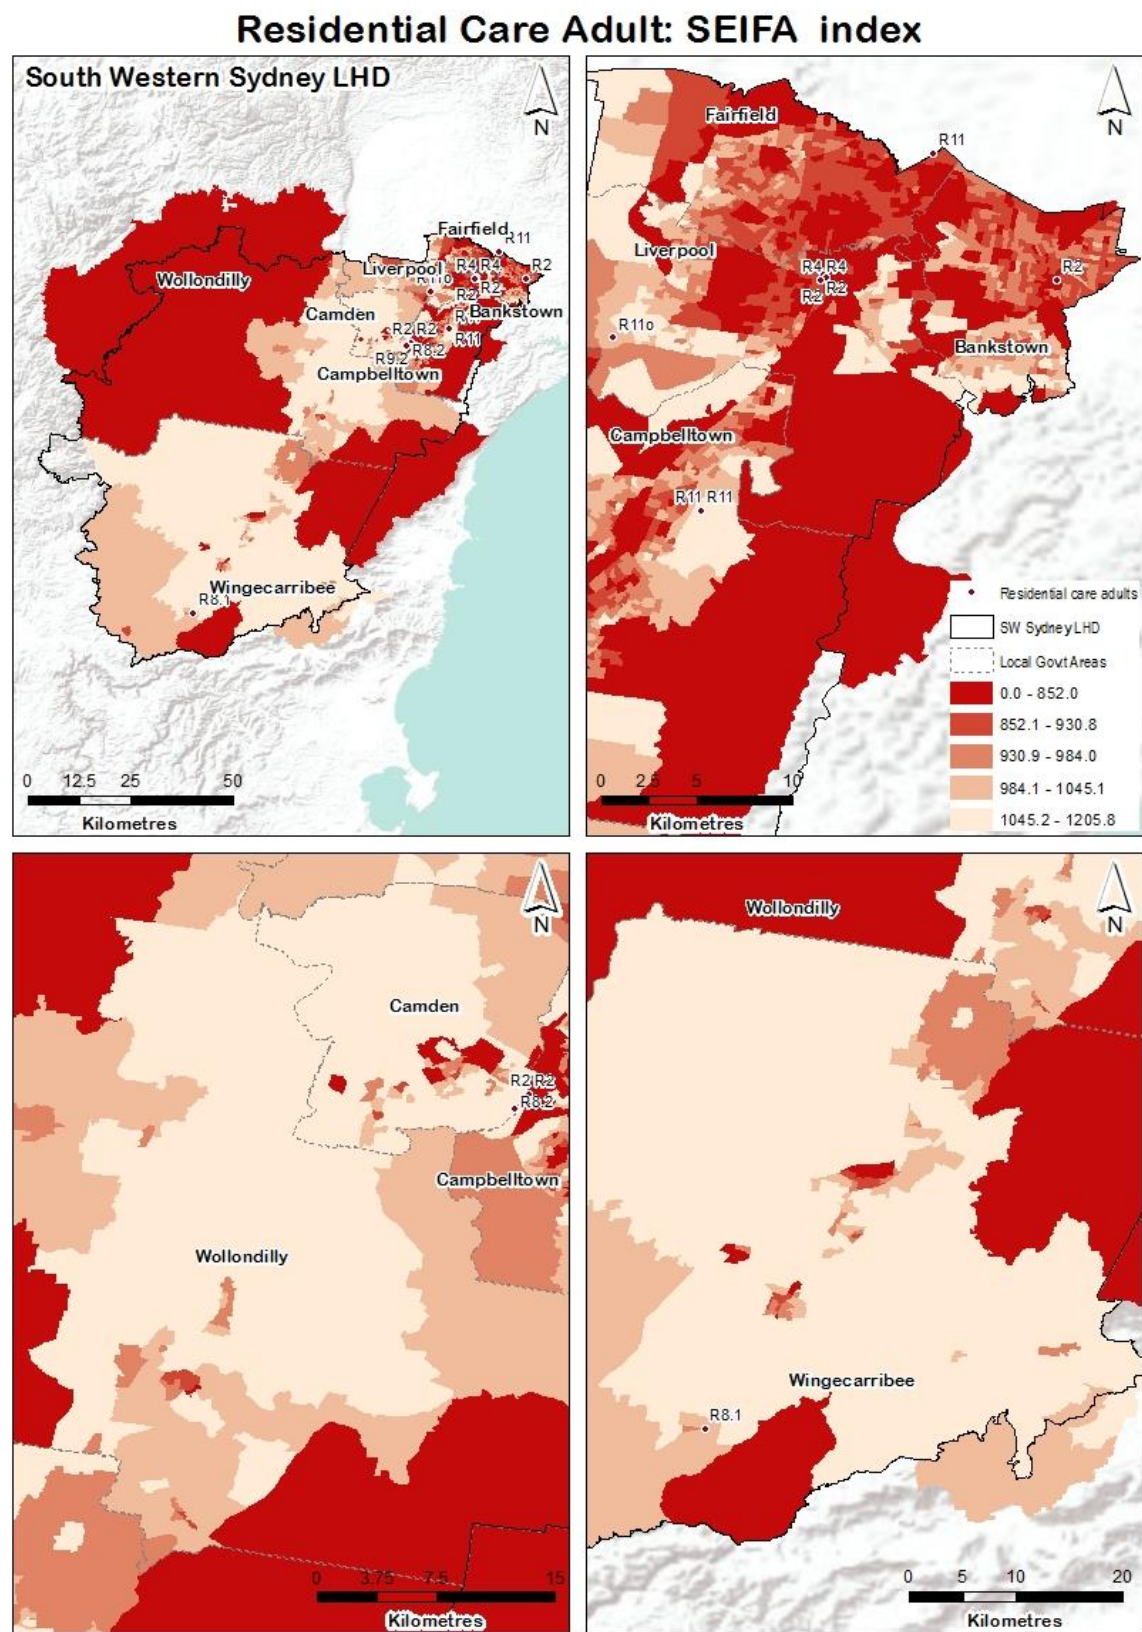 Residential Care Adult: SEIFA index
South Western Sydney LHD
N
Fairfield
R11
Wollondilly
Liverpool
R4 R4
R2
R2
Camden
R2
Bankstown
R2 R2
R11
R9.2
R8.2
Campbelltown
Wingecarribee
R8.1
0 12.5 25 50
Kilometres
N
Fairfield
R11
Liverpool
R4 R4
R2
R2
R2
R11o
Bankstown
Campbelltown
R11 R11
Residential care adults
SW Sydney LHD
Local Govt Areas
0.0 - 852.0
852.1 - 930.8
930.9 - 984.0
984.1 - 1045.1
1045.2 - 1205.8
0 2.5 5 10
Kilometres
N
Camden
R2 R2
R8.2
Campbelltown
Wollondilly
0 3.75 7.5 15
Kilometres
Wollondilly
N
Wingecarribee
R8.1
0 5 10 20
Kilometres